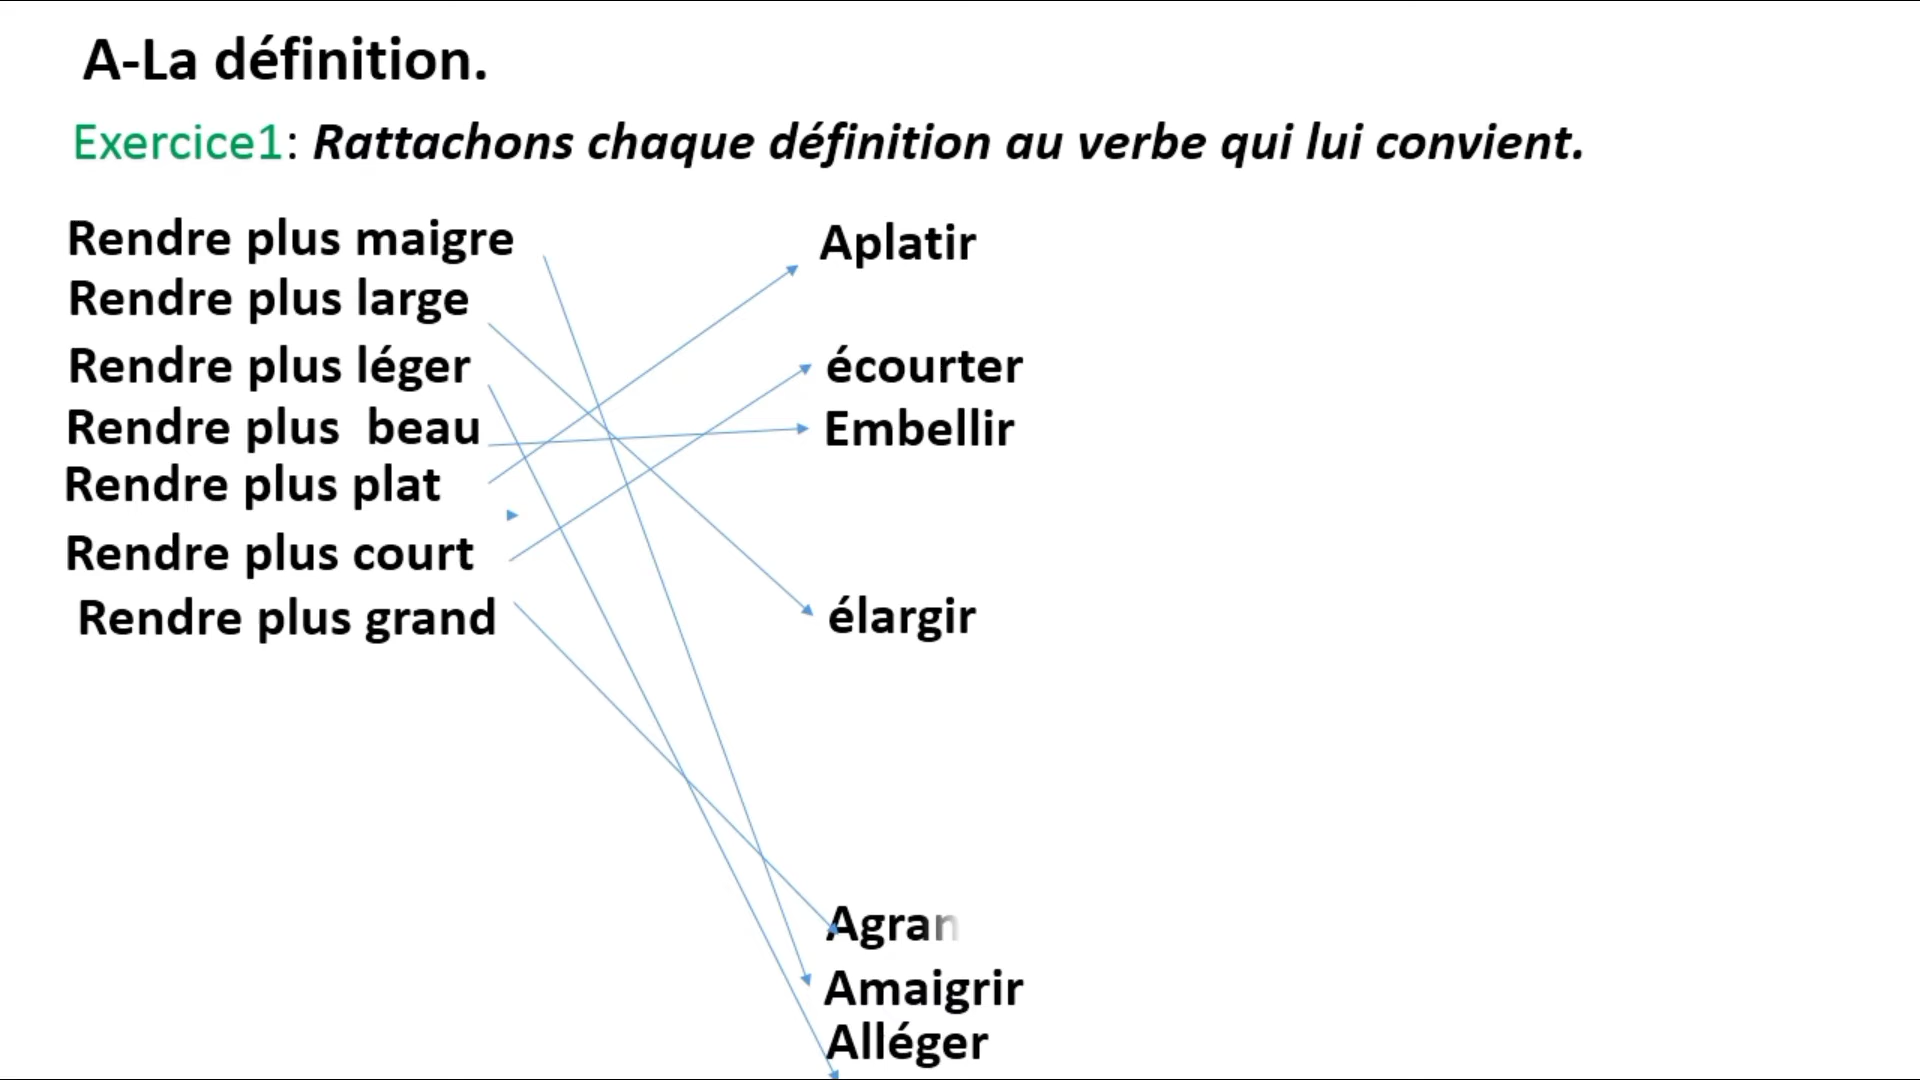 A-La définition.
Exercice1: Rattachons chaque définition au verbe qui lui convient.
Rendre plus maigre
Rendre plus large
Rendre plus léger
Rendre plus beau
Rendre plus plat
Rendre plus court
Rendre plus grand
Aplatir
écourter
Embellir
élargir
Agran
Amaigrir
Alléger